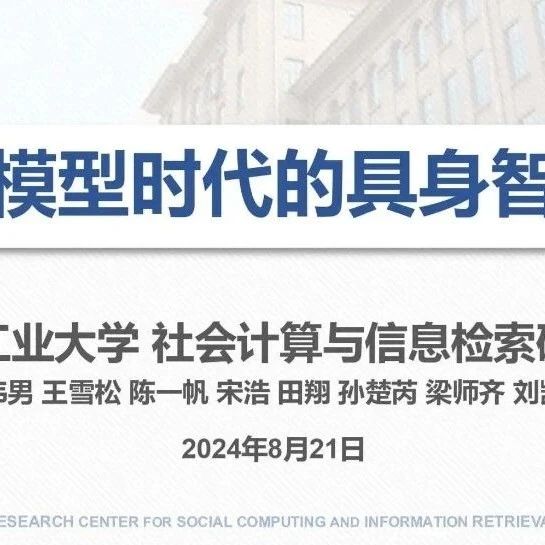 模型时代的具身智
工业大学 社会计算与信息检索研
伟男 王雪松 陈一帆 宋浩 田翔 孙楚芮 梁师齐 刘凯
2024年8月21日
ESEARCH CENTER FOR SOCIAL COMPUTING AND INFORMATION RETRIEVA